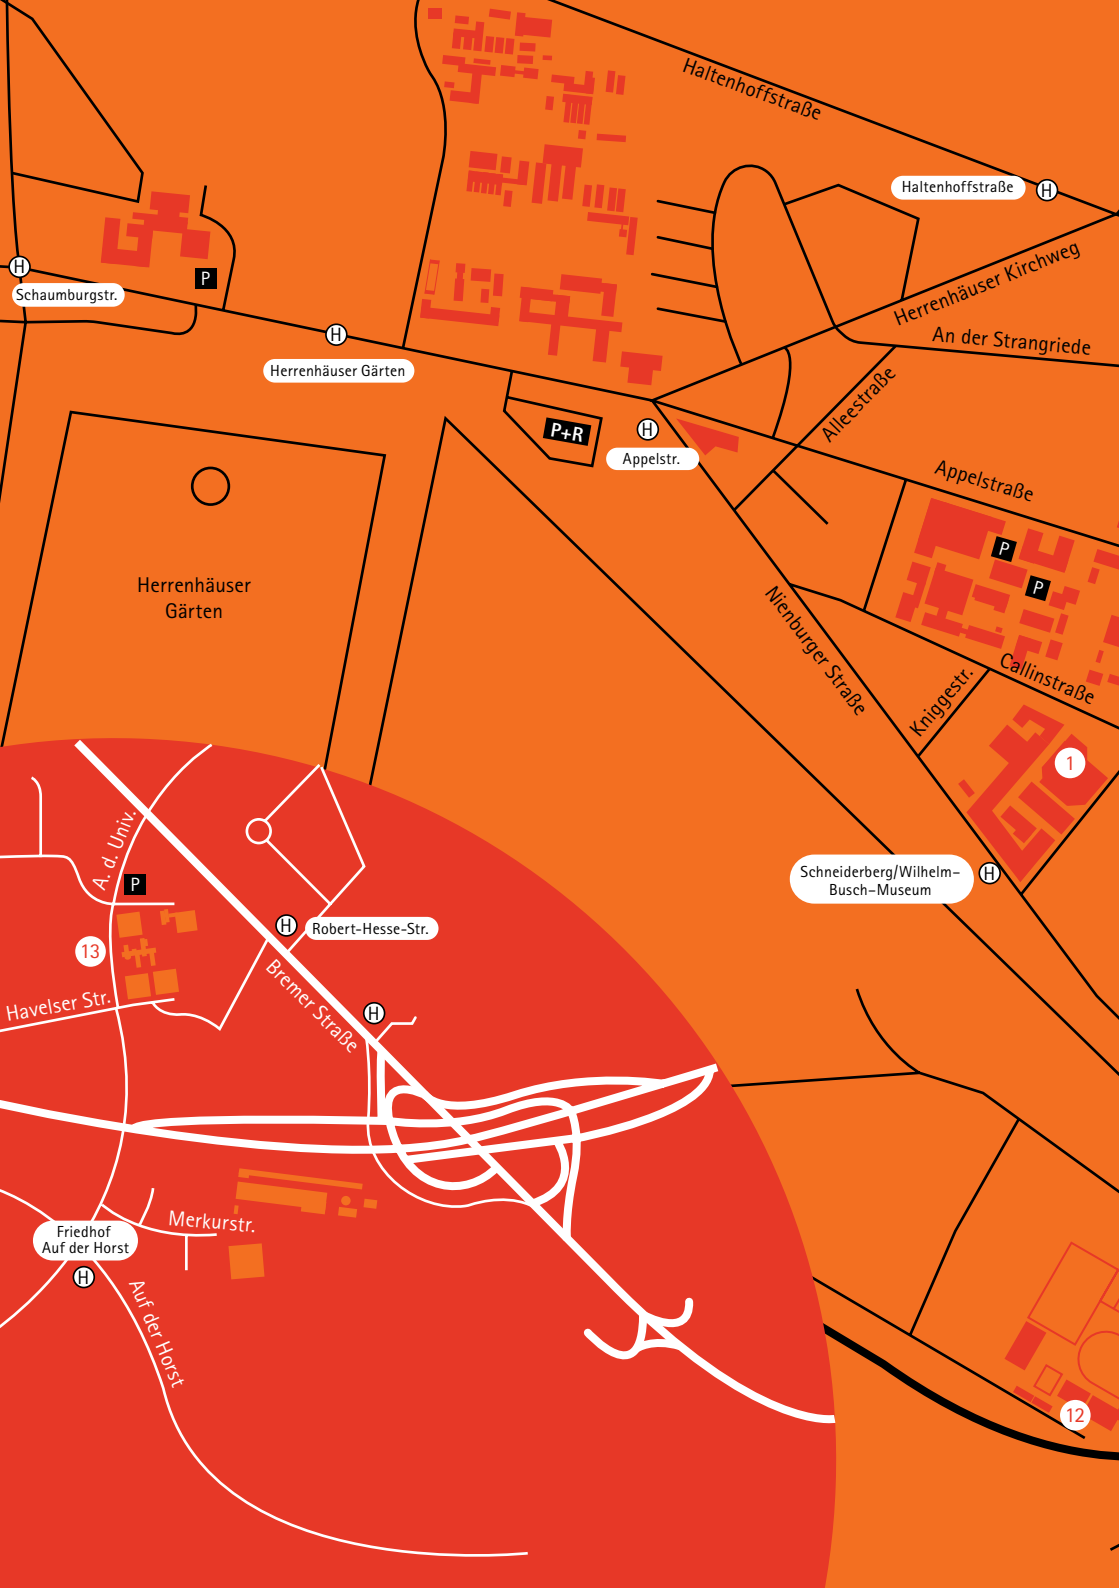 Haltenhoffstraße
Haltenhoffstraße
H
Herrenhäuser Kirchweg
An der Strangriede
H
P
Schaumburgstr.
H
Herrenhäuser Gärten
Alleestraße
P+R
H
Appelstr.
Appelstraße
P
P
Herrenhäuser
Gärten
Nienburger Straße
Callinstraße
Kniggestr.
1
A. d. Univ.
P
Schneiderberg/Wilhelm-
Busch-Museum
H
H
Robert-Hesse-Str.
13
Bremer Straße
Havelser Str.
H
Merkurstr.
Friedhof
Auf der Horst
H
Auf der Horst
12